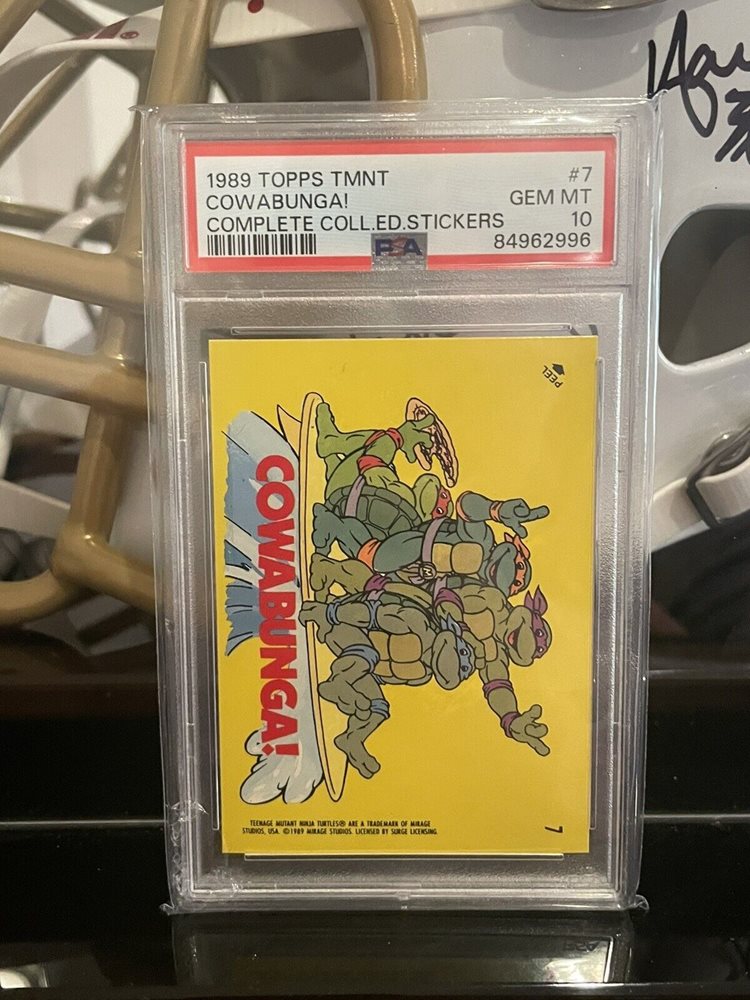 1989 TOPPS TMNT #7
COWABUNGA! GEM MT
COMPLETE COLL.ED.STICKERS 10
PSA 84962996
PEEL
COWABUNGA!
TEENAGE MUTANT NINJA TURTLES® ARE A TRADEMARK OF MIRAGE
STUDIOS, USA. ©1989 MIRAGE STUDIOS. LICENSED BY SURGE LICENSING.
7